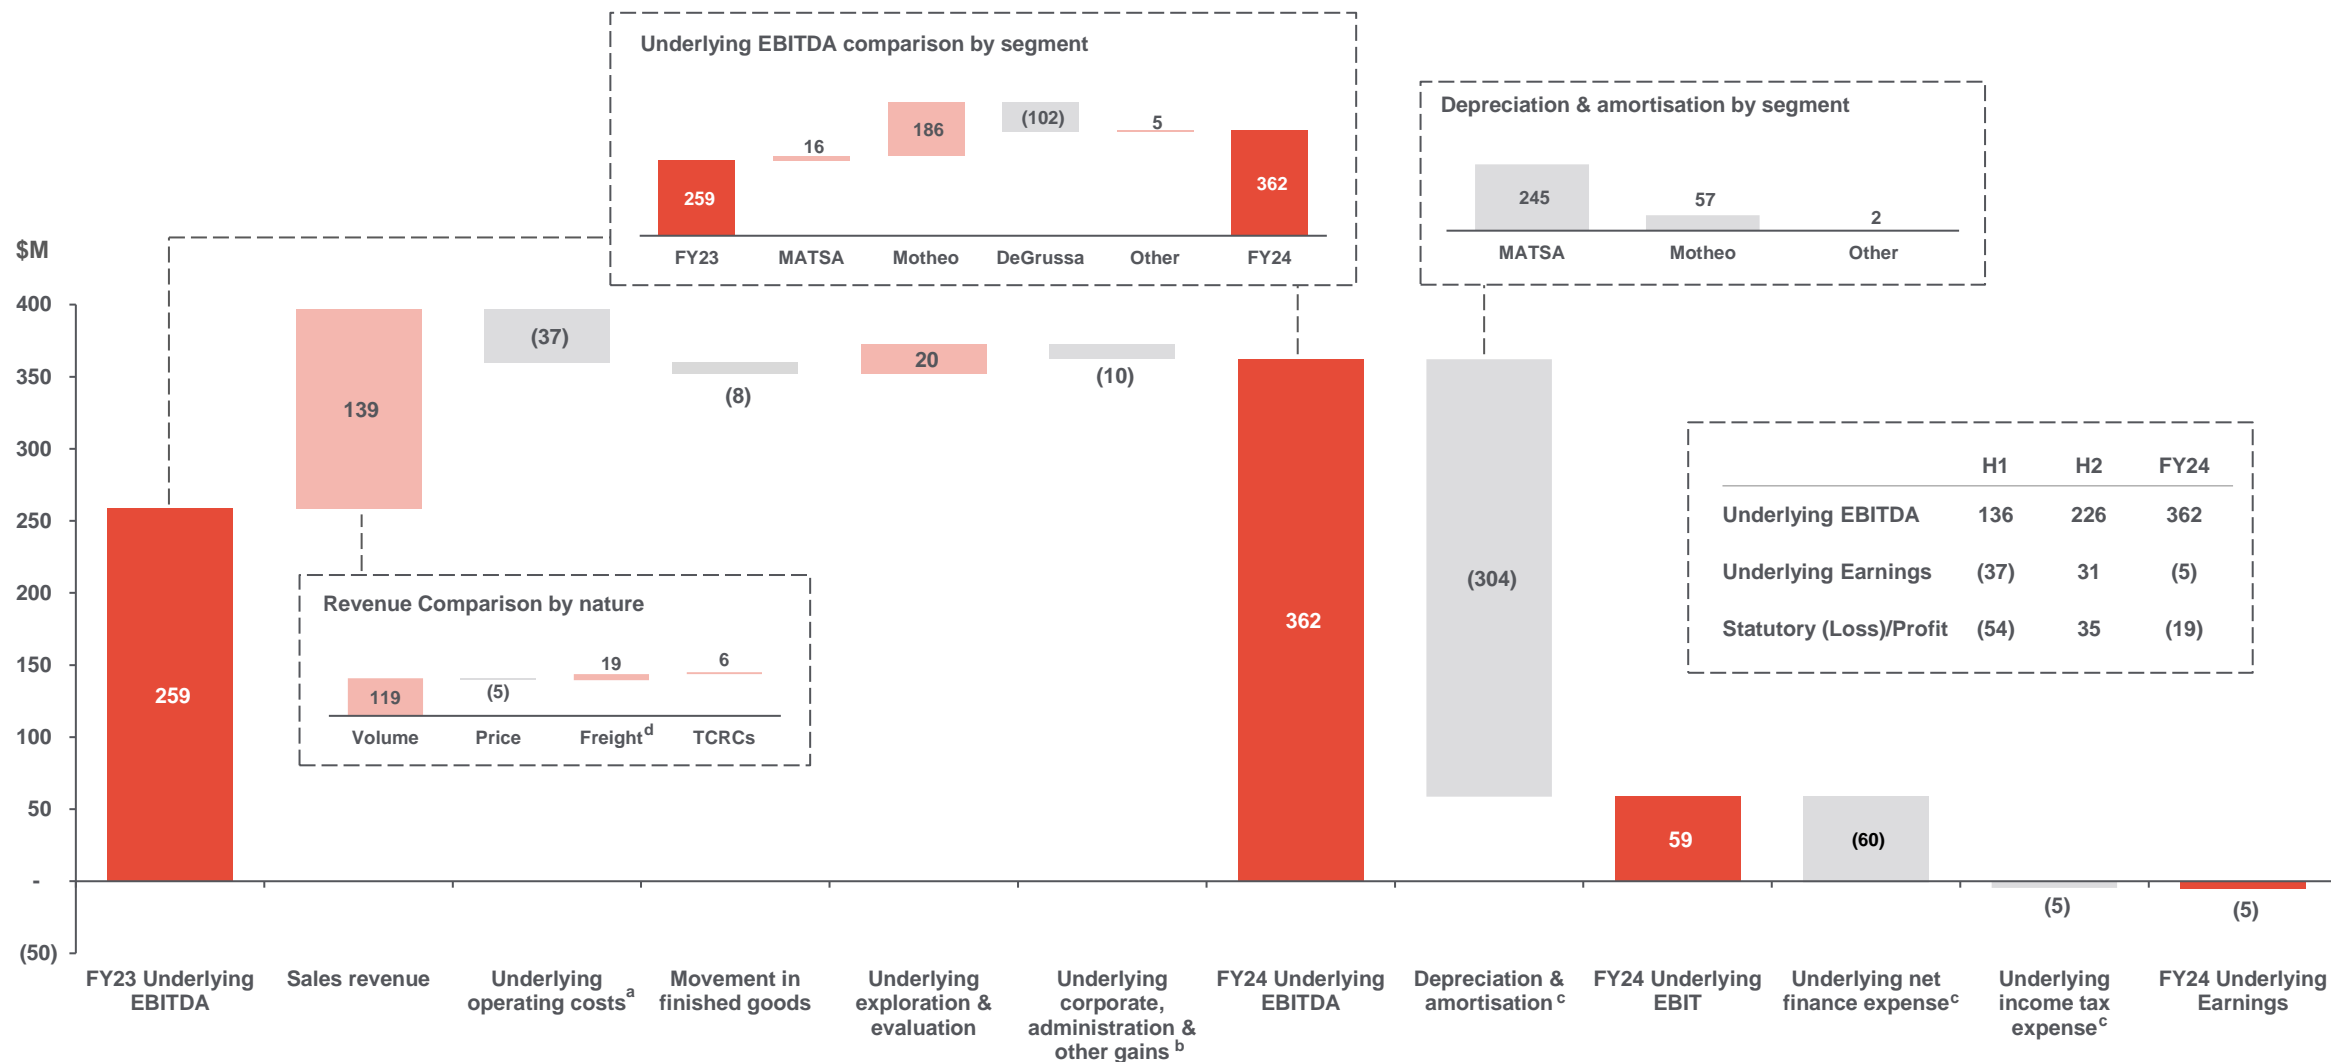 Underlying EBITDA comparison by segment
16
186
(102)
5
259
362
FY23 MATSA Motheo DeGrussa Other FY24
Depreciation & amortisation by segment
245
57
2
MATSA Motheo Other
$M
400
350
300
250
200
150
100
50
-
(50)
259
139
(37)
(8)
20
(10)
362
(304)
59
(60)
(5)
(5)
Revenue Comparison by nature
119
(5)
19
6
Volume Price Freight d TCRCs
H1 H2 FY24
Underlying EBITDA 136 226 362
Underlying Earnings (37) 31 (5)
Statutory (Loss)/Profit (54) 35 (19)
FY23 Underlying
EBITDA
Sales revenue
Underlying
operating costs a
Movement in
finished goods
Underlying
exploration &
evaluation
Underlying
corporate,
administration &
other gains b
FY24 Underlying
EBITDA
Depreciation &
amortisation c
FY24 Underlying
EBIT
Underlying net
finance expense c
Underlying
income tax
expense c
FY24 Underlying
Earnings